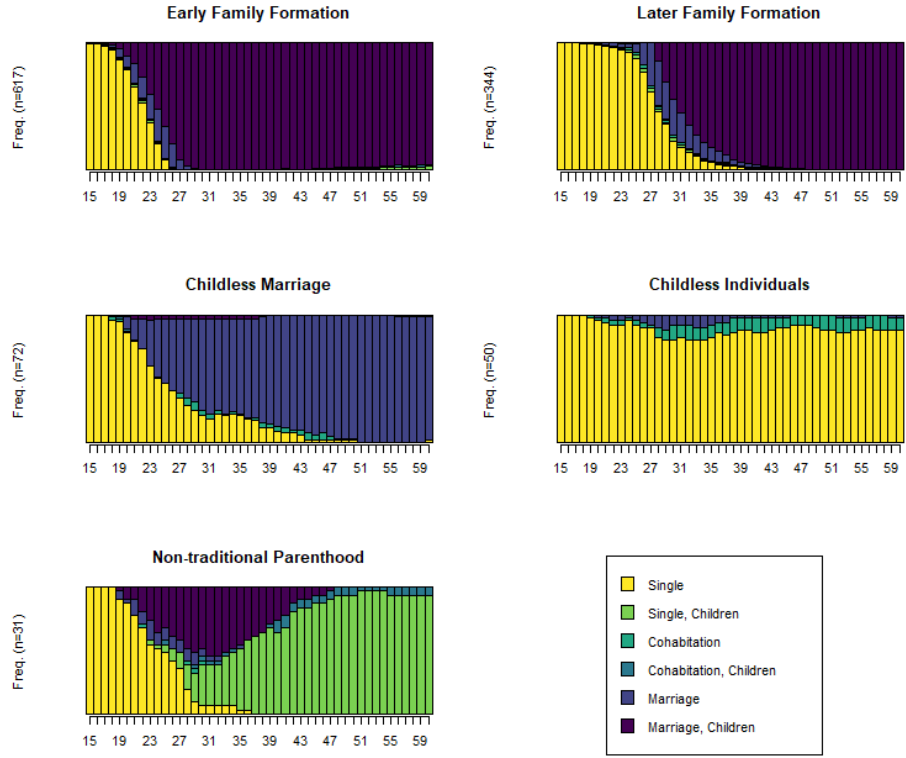 Early Family Formation
Freq. (n=617)
15 19 23 27 31 35 39 43 47 51 55 59
Later Family Formation
Freq. (n=344)
15 19 23 27 31 35 39 43 47 51 55 59
Childless Marriage
Freq. (n=72)
15 19 23 27 31 35 39 43 47 51 55 59
Childless Individuals
Freq. (n=50)
15 19 23 27 31 35 39 43 47 51 55 59
Non-traditional Parenthood
Freq. (n=31)
15 19 23 27 31 35 39 43 47 51 55 59
Single
Single, Children
Cohabitation
Cohabitation, Children
Marriage
Marriage, Children